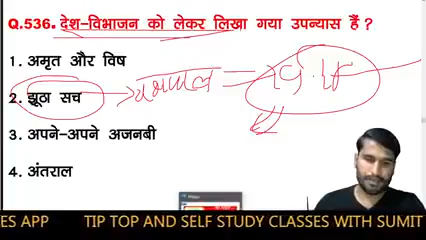 Q.536. देश-विभाजन को लेकर लिखा गया उपन्यास हैं ?
1. अमृत और विष
2. झूठा सच
यशपाल
3. अपने-अपने अजनबी
4. अंतराल
ES APP TIP TOP AND SELF STUDY CLASSES WITH SUMIT